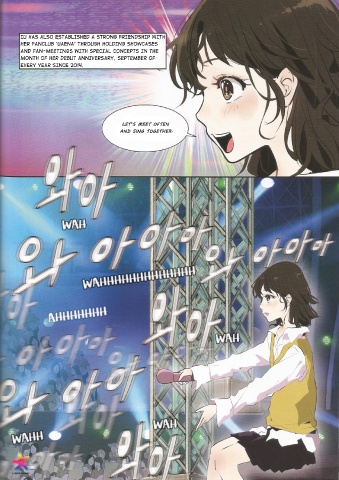 IU HAS ALSO ESTABLISHED A STRONG FRIENDSHIP WITH
HER FANCLUB 'UAENA' THROUGH HOLDING SHOWCASES
AND FAN-MEETINGS WITH SPECIAL CONCEPTS IN THE
MONTH OF HER DEBUT ANNIVERSARY, SEPTEMBER OF
EVERY YEAR SINCE 2014.
LET'S MEET OFTEN
AND SING TOGETHER.
와아
WAH
와 아아아
와 아아아
WAHHHHHHHHHHHHH
AHHHHHHH
와아
WAH
아 아아아
와 아아
WAHH
WAH
와아